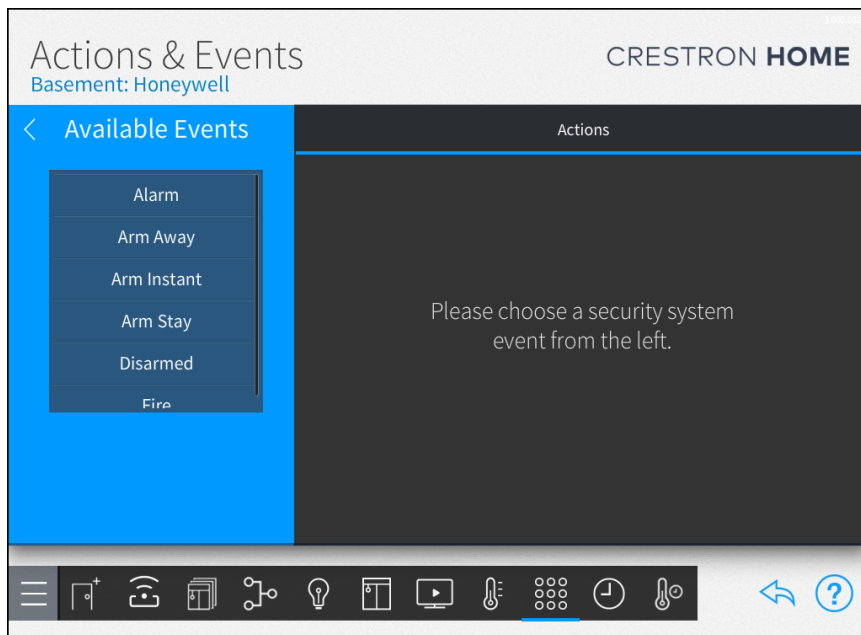 Actions & Events
CRESTRON HOME
Basement: Honeywell
Available Events
Actions
Alarm
Arm Away
Arm Instant
Arm Stay
Disarmed
Fire
Please choose a security system
event from the left.
?